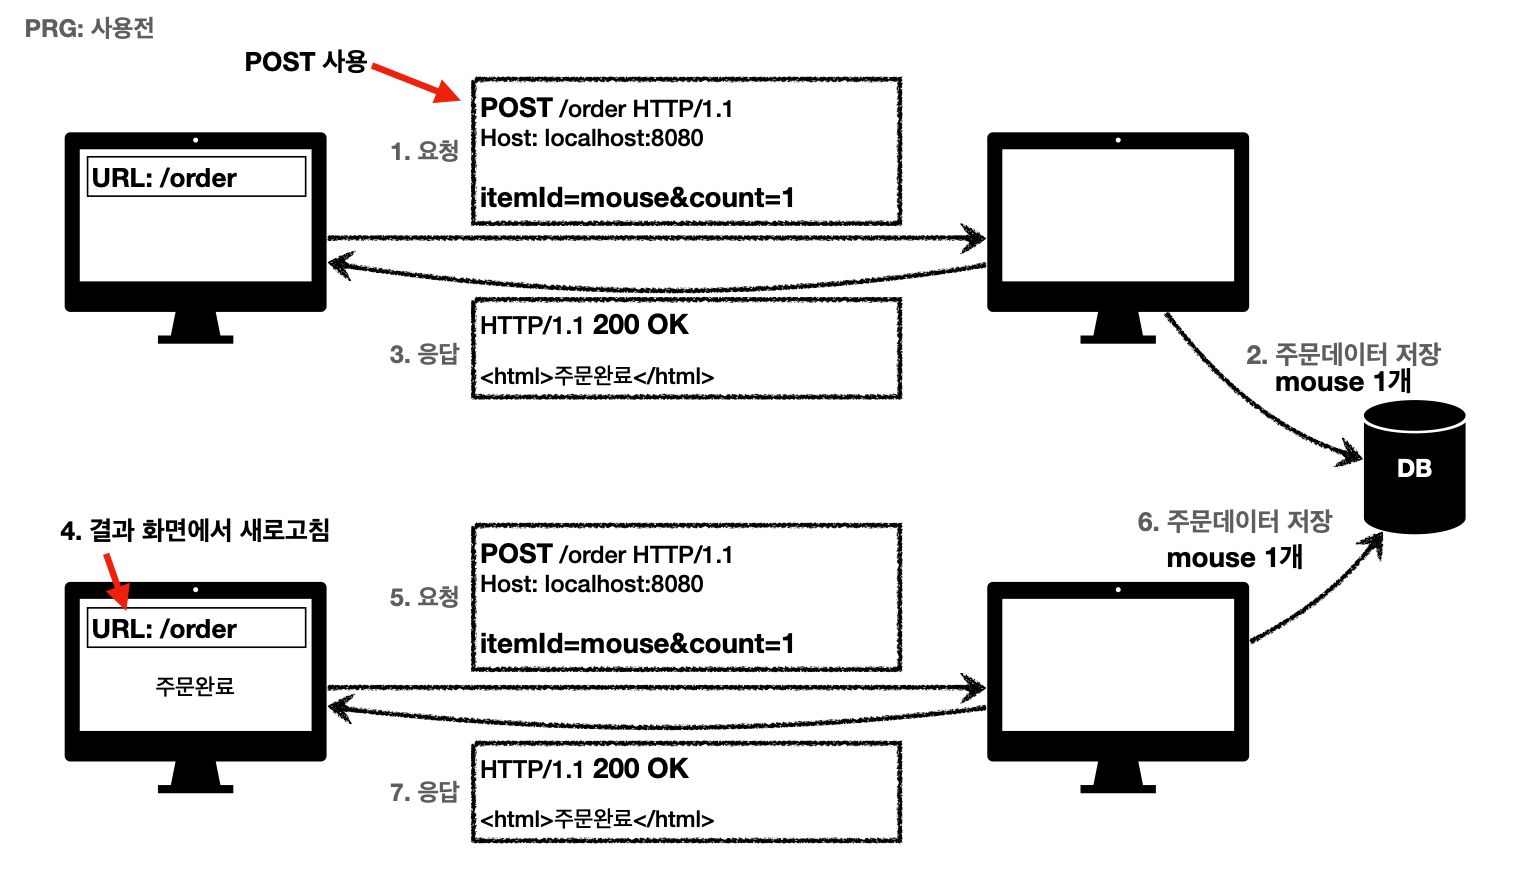 PRG: 사용전
POST 사용
POST /order HTTP/1.1
Host: localhost:8080
1. 요청
itemId=mouse&count=1
URL: /order
HTTP/1.1 200 OK
3. 응답
<html>주문완료</html>
2. 주문데이터 저장
mouse 1개
DB
4. 결과 화면에서 새로고침
POST /order HTTP/1.1
Host: localhost:8080
5. 요청
itemId=mouse&count=1
URL: /order
주문완료
6. 주문데이터 저장
mouse 1개
HTTP/1.1 200 OK
7. 응답
<html>주문완료</html>